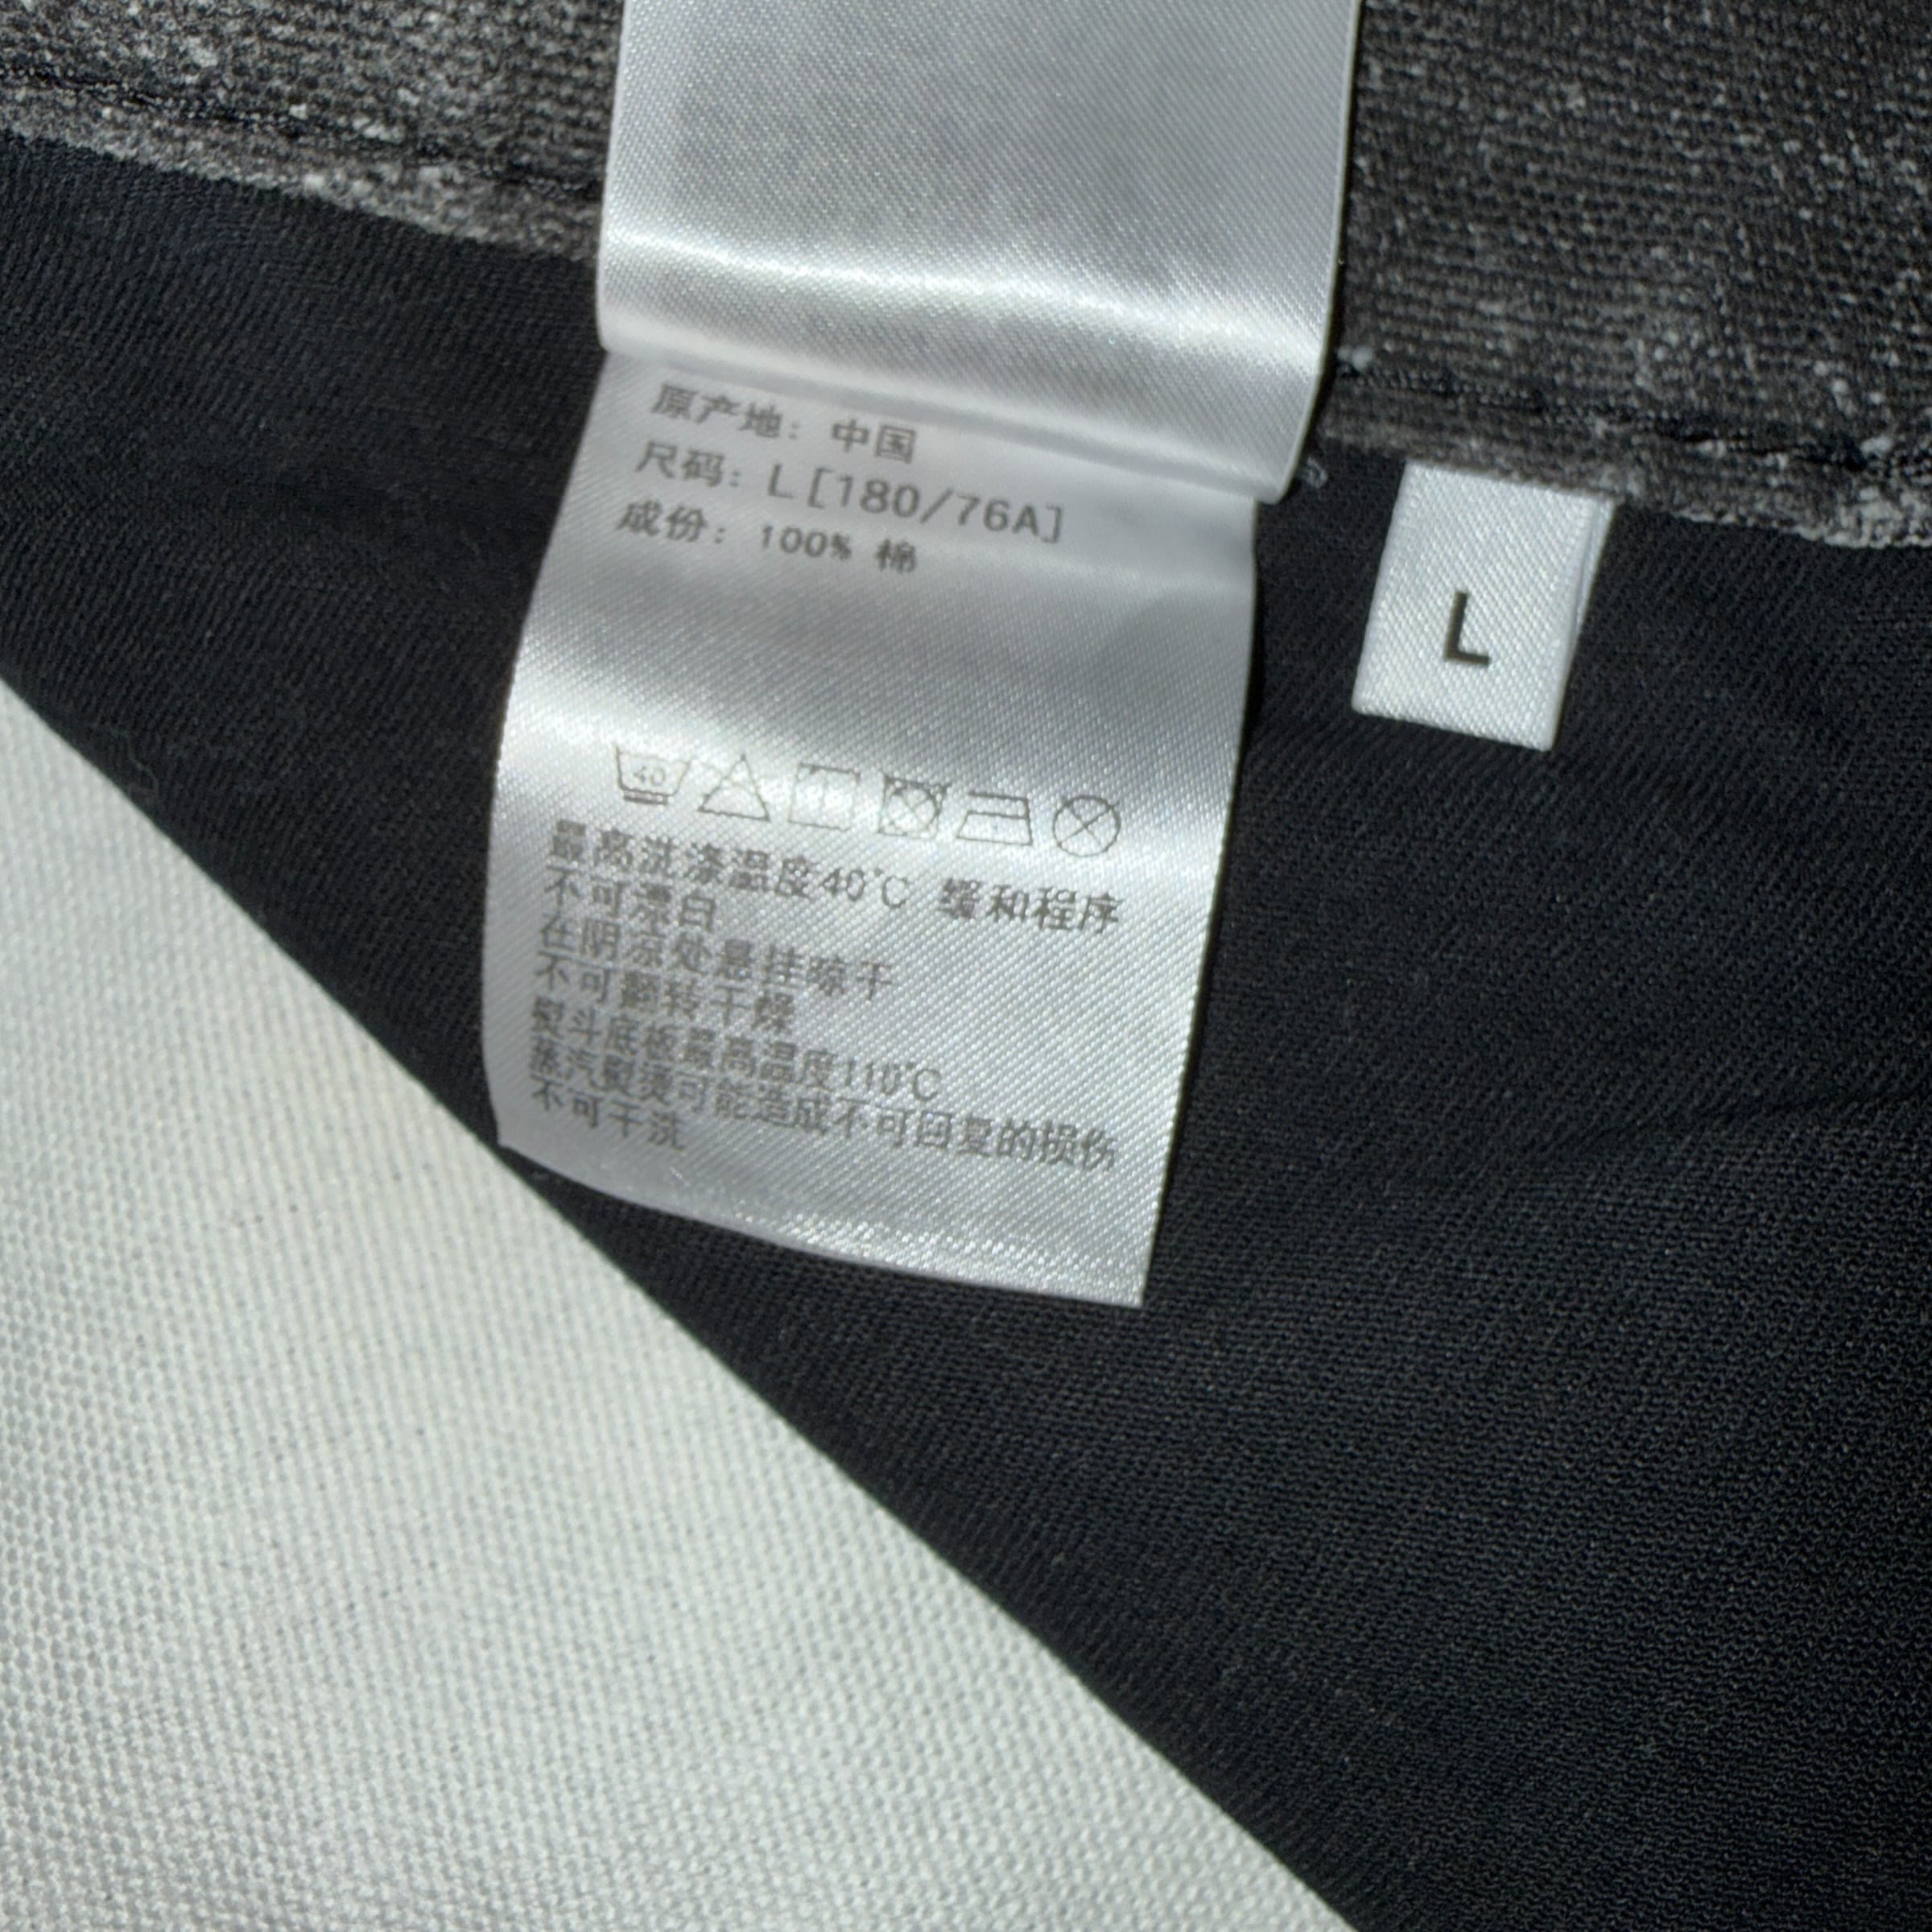 原产地：中国
尺码：L[180/76A]
成份：100% 棉
L
40
最高洗涤温度40℃ 缓和程序
不可漂白
在阴凉处悬挂晾干
不可翻转干燥
熨斗底板最高温度110℃
蒸汽熨烫可能造成不可回复的损伤
不可干洗